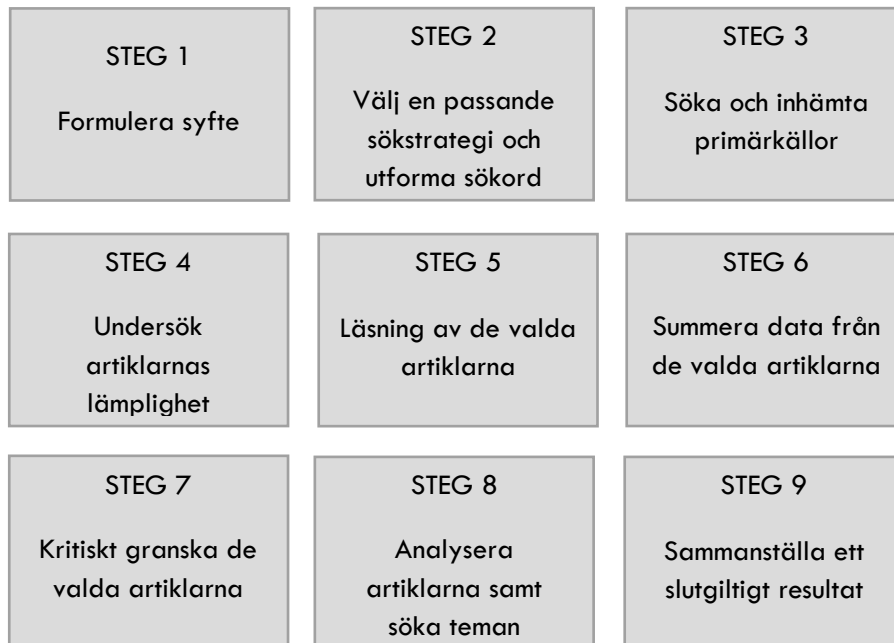 STEG 1
Formulera syfte
STEG 2
Välj en passande
sökstrategi och
utforma sökord
STEG 3
Söka och inhämta
primärkällor
STEG 4
Undersök
artiklarnas
lämplighet
STEG 5
Läsning av de valda
artiklarna
STEG 6
Summera data från
de valda artiklarna
STEG 7
Kritiskt granska de
valda artiklarna
STEG 8
Analysera
artiklarna samt
söka teman
STEG 9
Sammanställa ett
slutgiltigt resultat